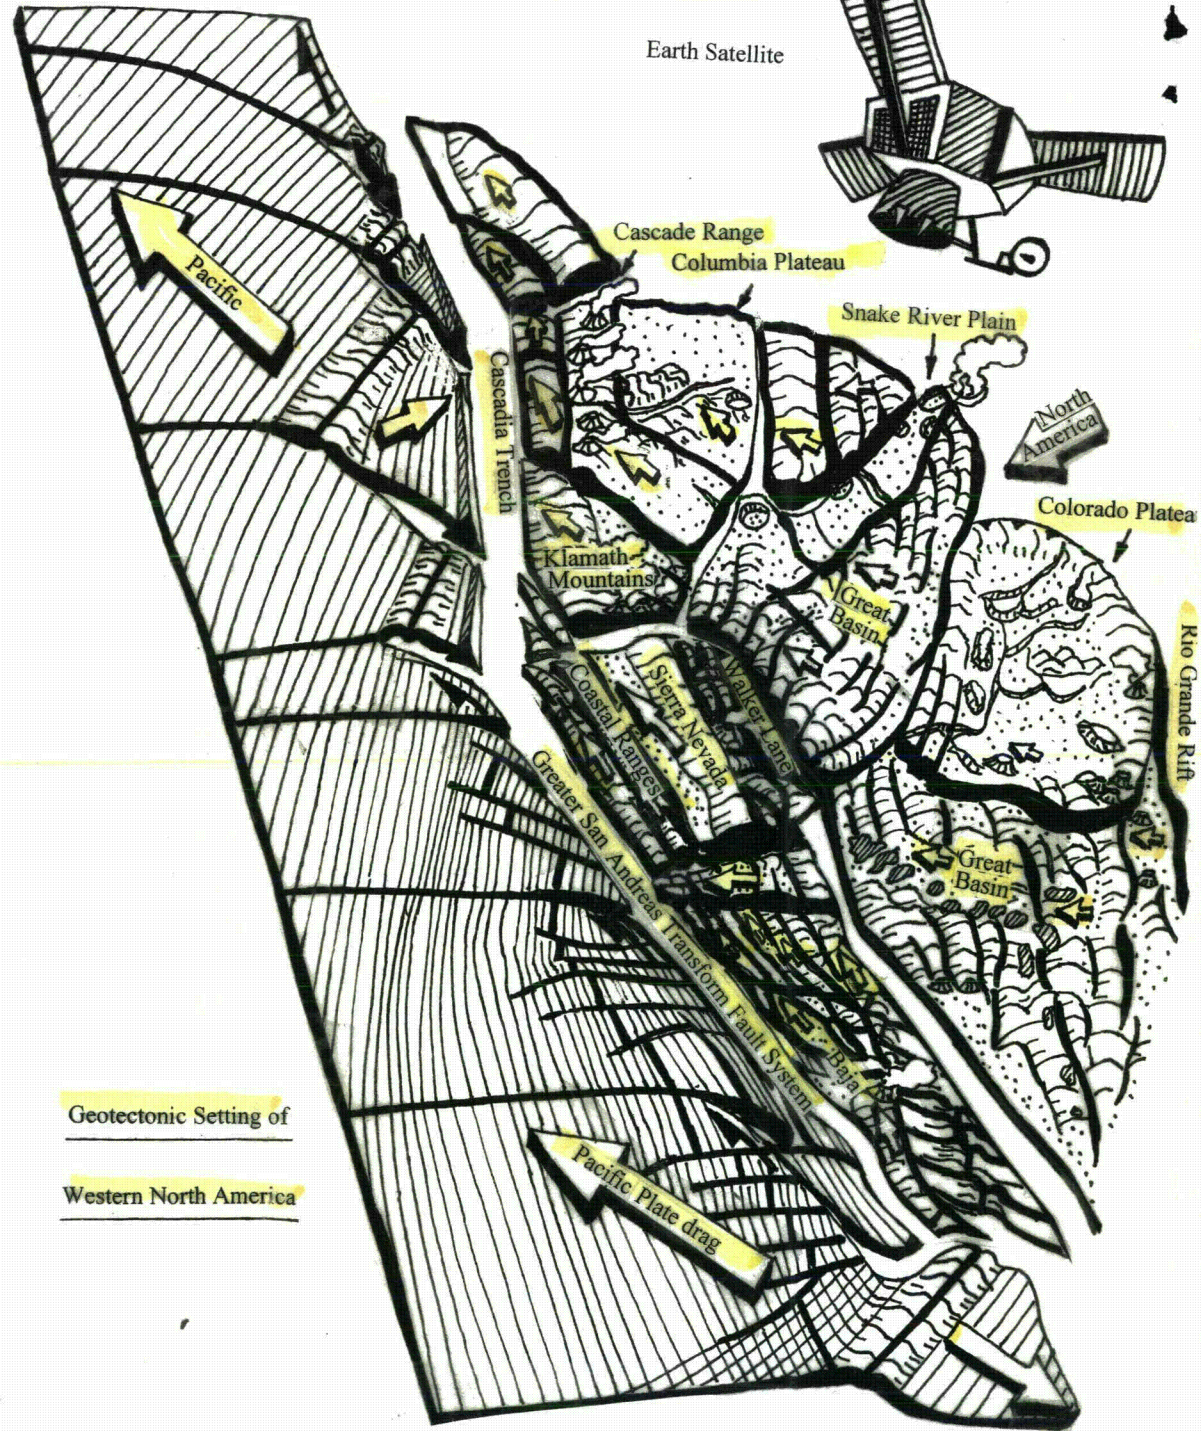 Earth Satellite
Cascade Range
Columbia Plateau
Snake River Plain
Pacific
Cascadia Trench
North
America
Colorado Platea
Klamath
Mountains
Great
Basin
Rio Grande Rift
Coastal Ranges
Sierra Nevada
Walker Lane
Greater San Andreas Transform Fault System
Great
Basin
Baja
Geotectonic Setting of
Western North America
Pacific Plate drag